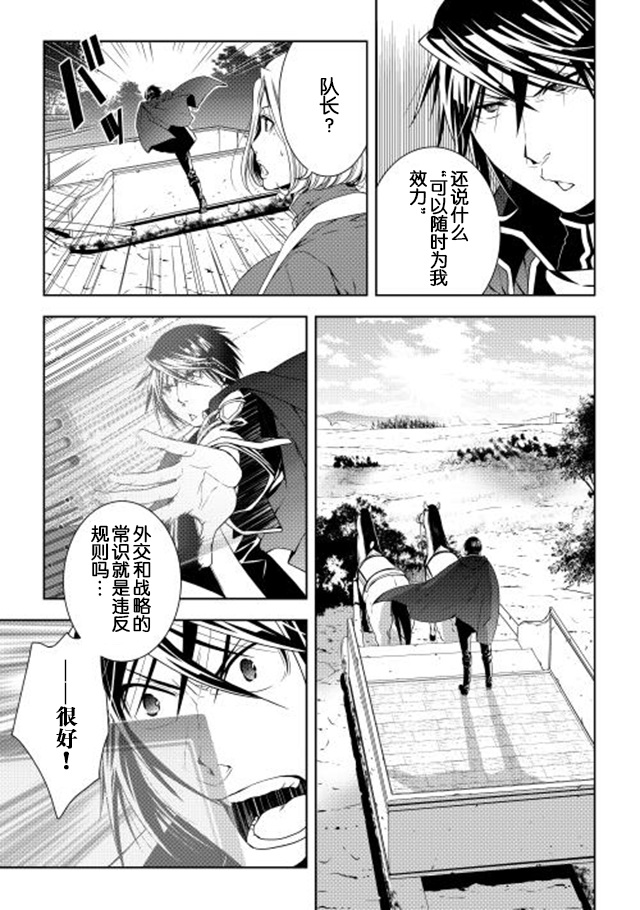 还说什么
“可以随时为我
效力”
队长？
外交和战略的
常识就是违反
规则吗…
——很好！